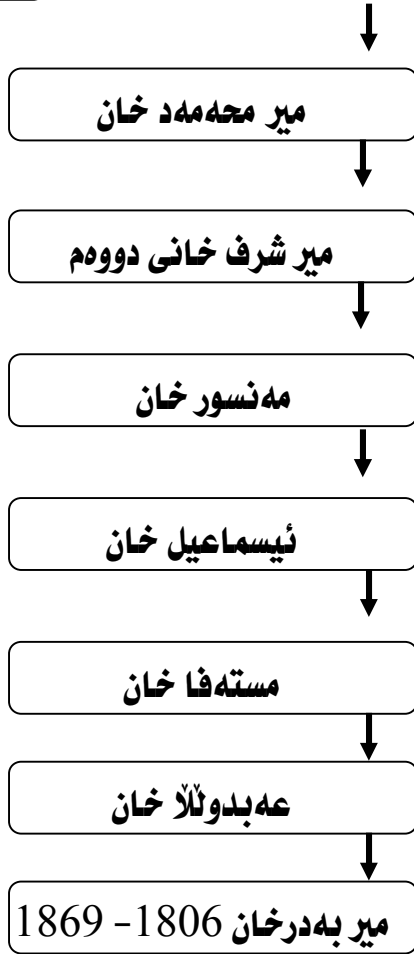 میر محەمەد خان
میر شرف خانی دووەم
مەنسور خان
ئیسماعیل خان
مستەفا خان
عەبدوڵڵا خان
میر بەدرخان 1806- 1869